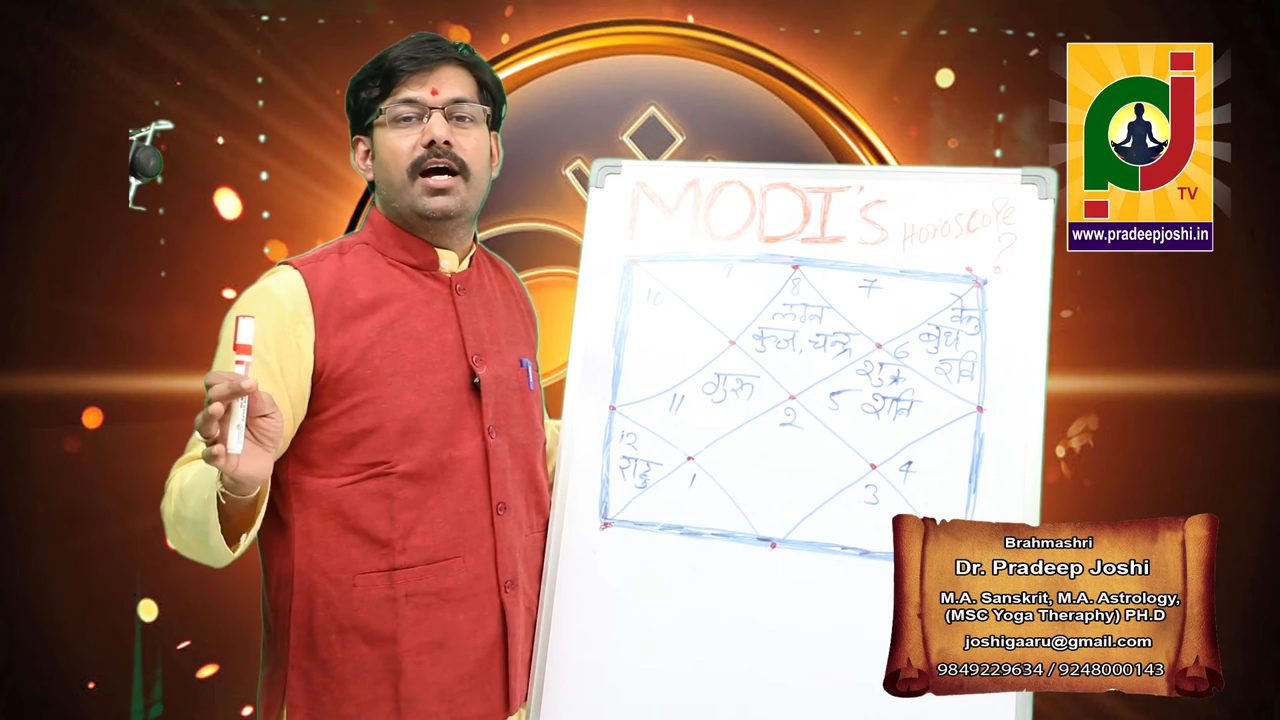 MODI's HOROSCOPE
?
9
10
8
7
लग्न
कुज, चन्द्र
केतु
बुध
रवि
6
शुक्र
5 शनि
गुरु
11
2
12
राहु
1
4
3
PJ
TV
www.pradeepjoshi.in
Brahmashri
Dr. Pradeep Joshi
M.A. Sanskrit, M.A. Astrology,
(MSC Yoga Theraphy) PH.D
joshigaaru@gmail.com
9849229634 / 9248000143